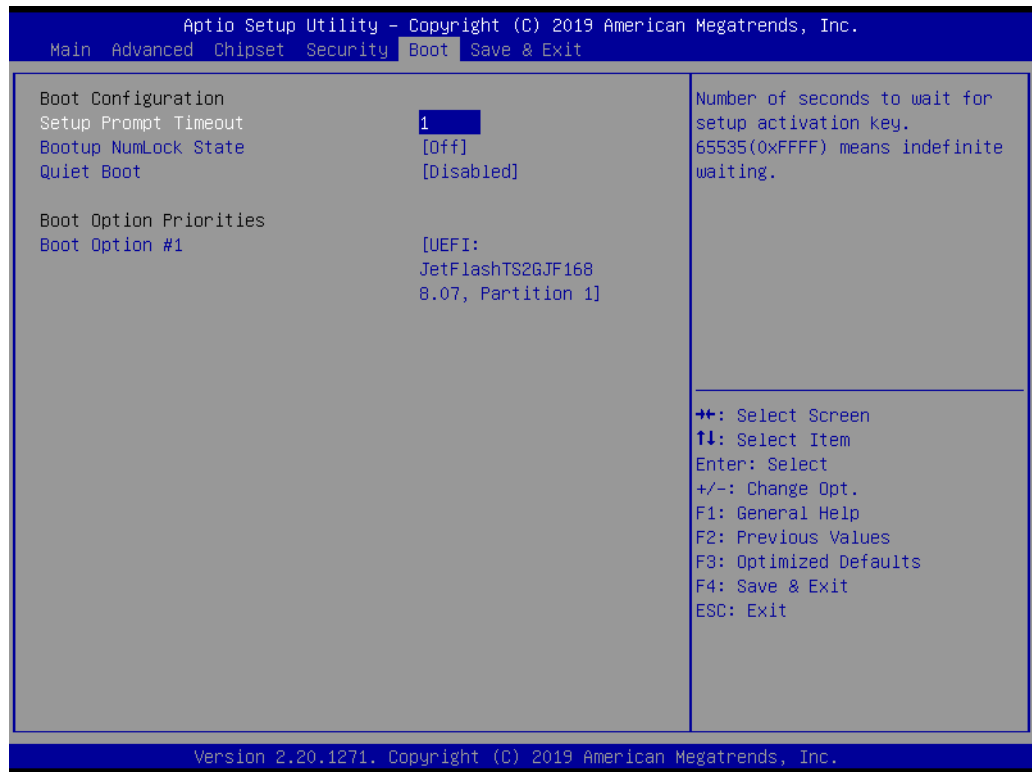 Aptio Setup Utility – Copyright (C) 2019 American Megatrends, Inc.
Main Advanced Chipset Security Boot Save & Exit
Boot Configuration
Setup Prompt Timeout 1
Bootup NumLock State [Off]
Quiet Boot [Disabled]
Boot Option Priorities
Boot Option #1 [UEFI:
JetFlashTS2GJF168
8.07, Partition 1]
Number of seconds to wait for
setup activation key.
65535(0xFFFF) means indefinite
waiting.
→←: Select Screen
↑↓: Select Item
Enter: Select
+/-: Change Opt.
F1: General Help
F2: Previous Values
F3: Optimized Defaults
F4: Save & Exit
ESC: Exit
Version 2.20.1271. Copyright (C) 2019 American Megatrends, Inc.